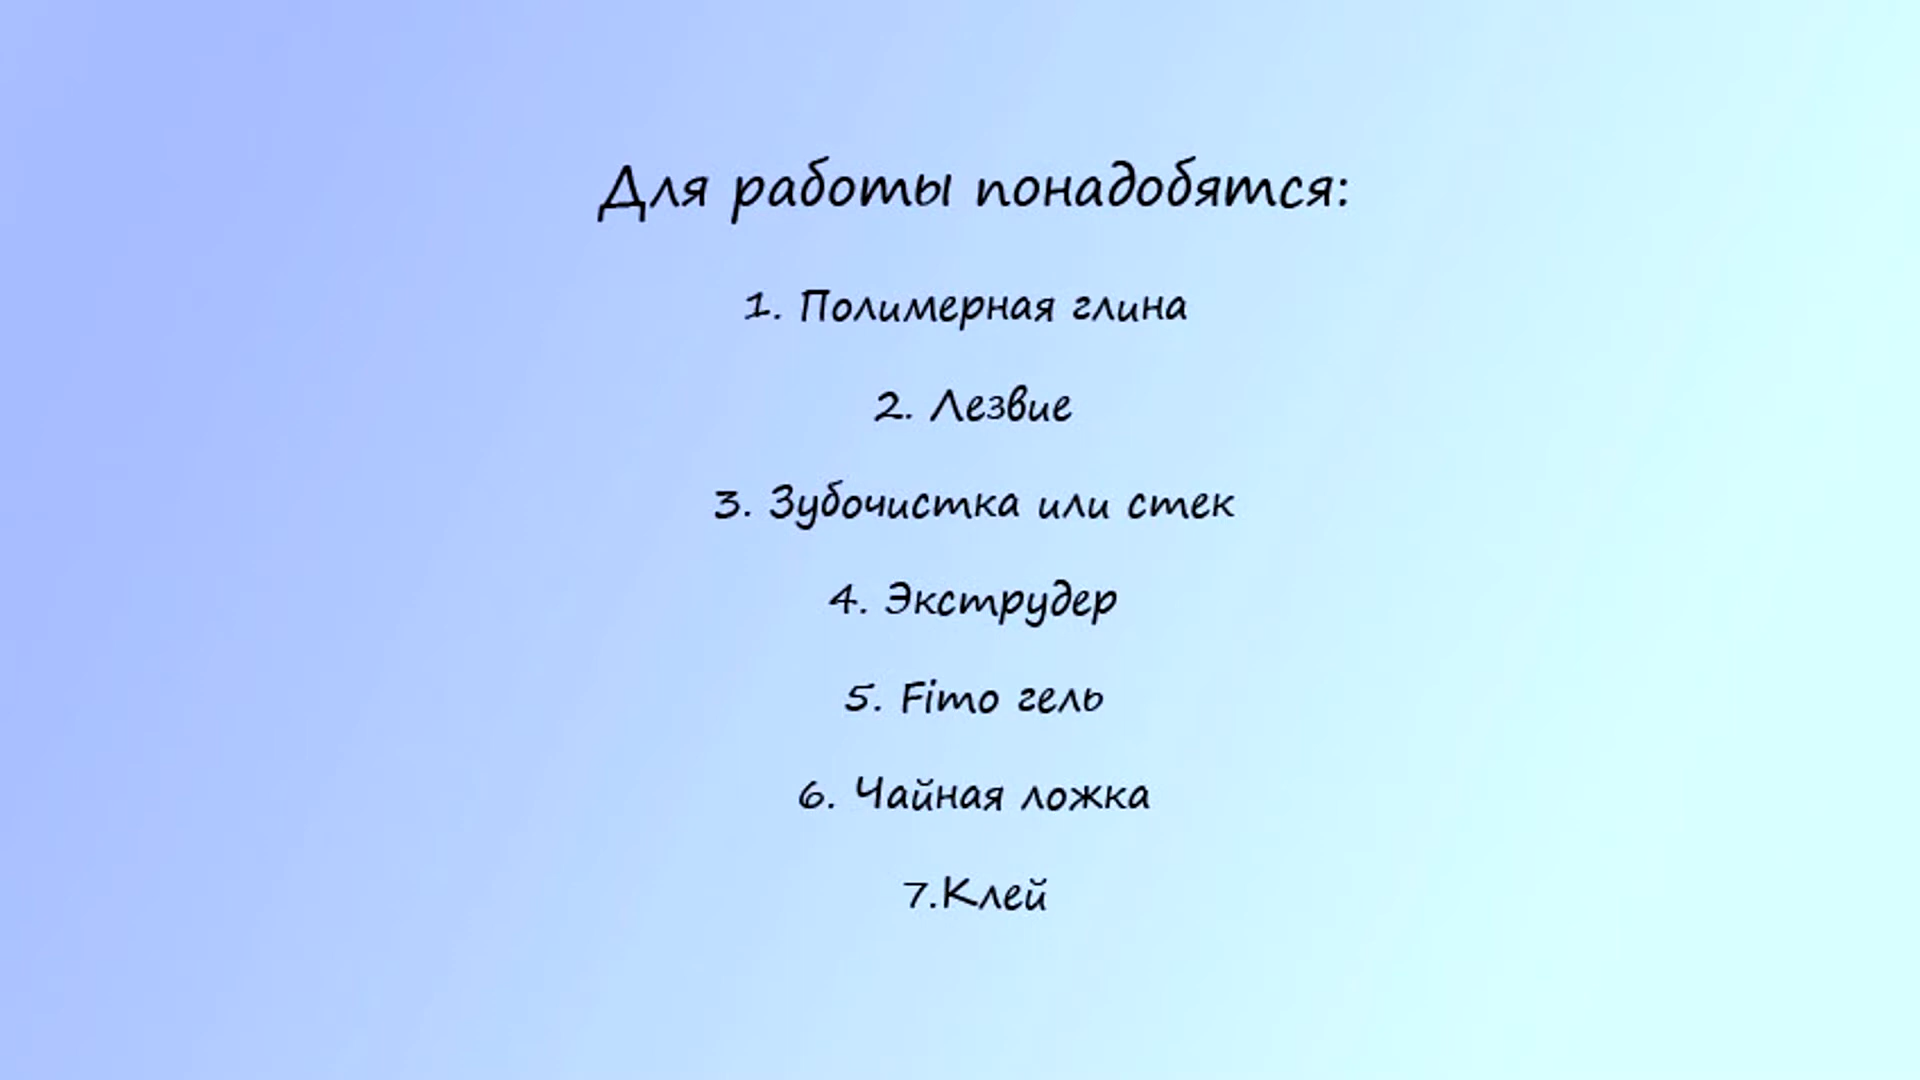 Для работы понадобятся:
1. Полимерная глина
2. Лезвие
3. Зубочистка или стек
4. Экструдер
5. Fimo гель
6. Чайная ложка
7.Клей